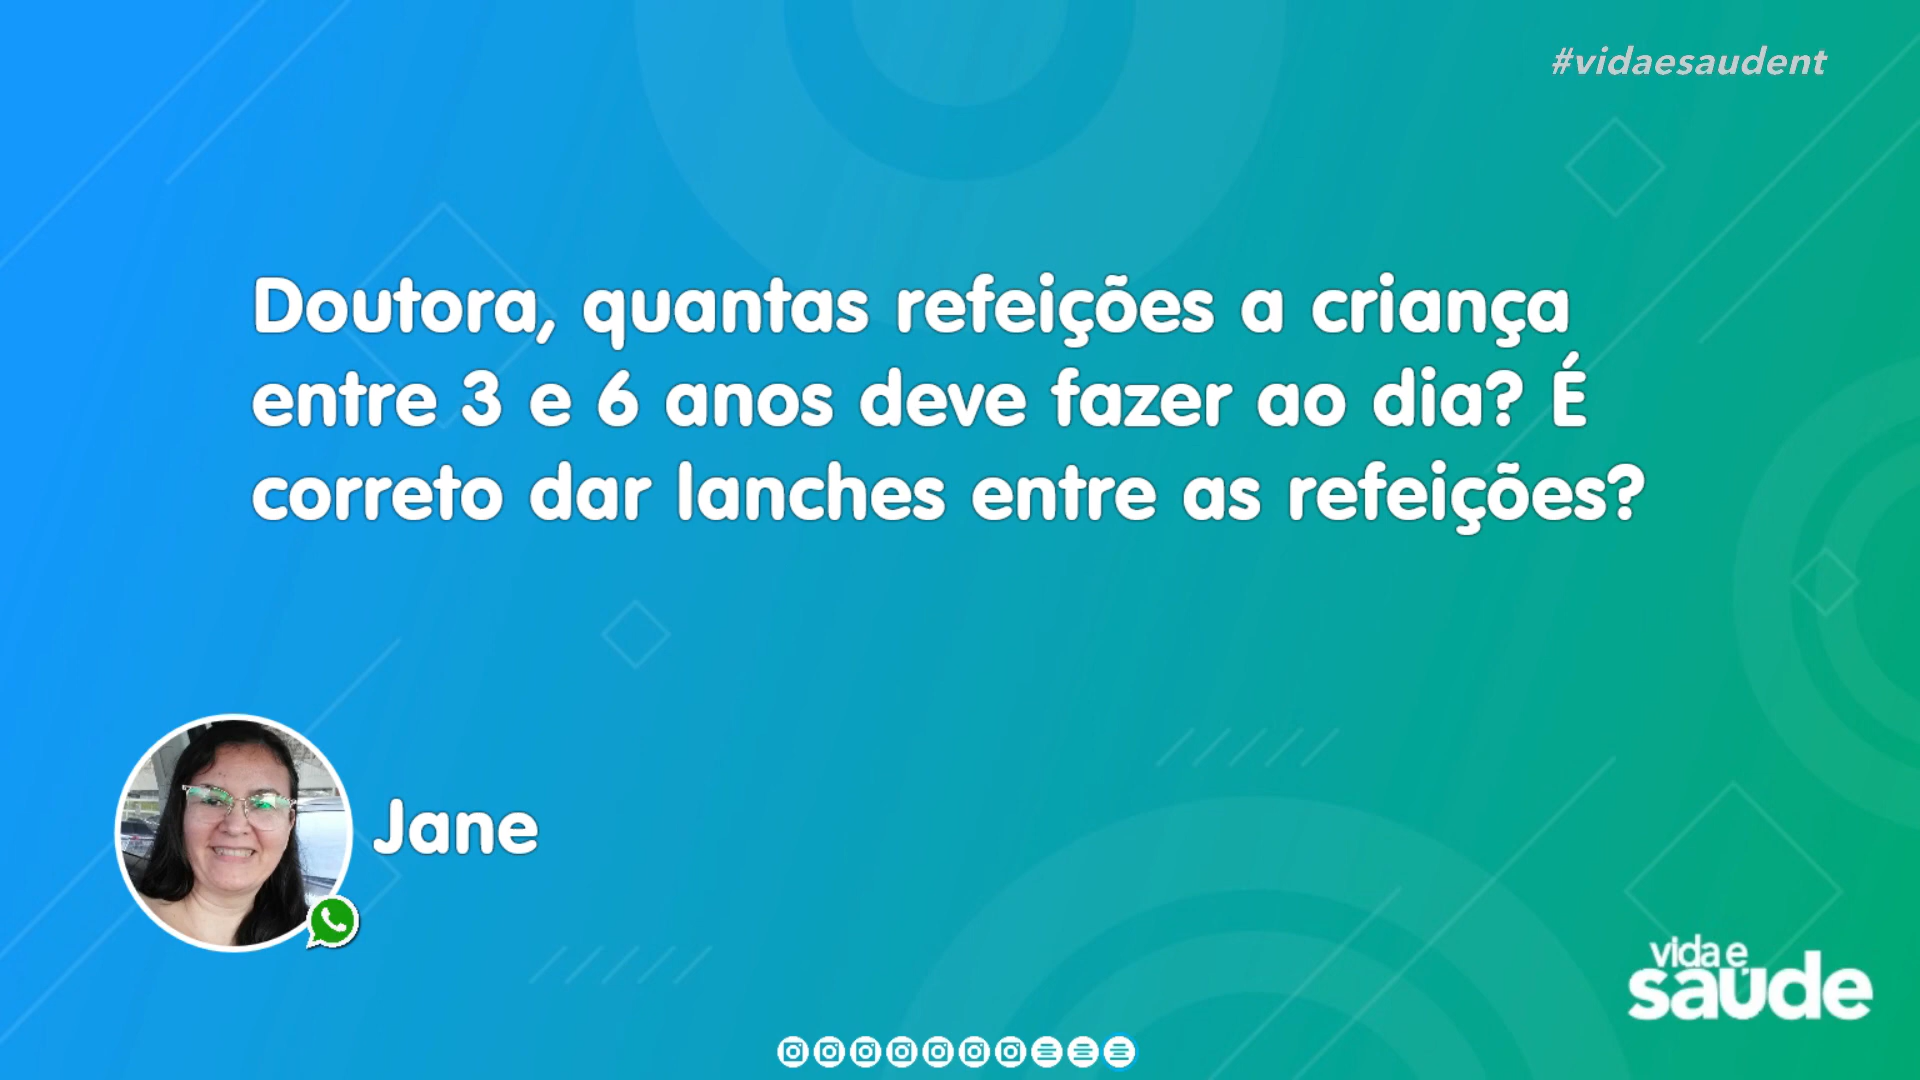 #vidaesaudent
Doutora, quantas refeições a criança
entre 3 e 6 anos deve fazer ao dia? É
correto dar lanches entre as refeições?
Jane
vida e
saúde